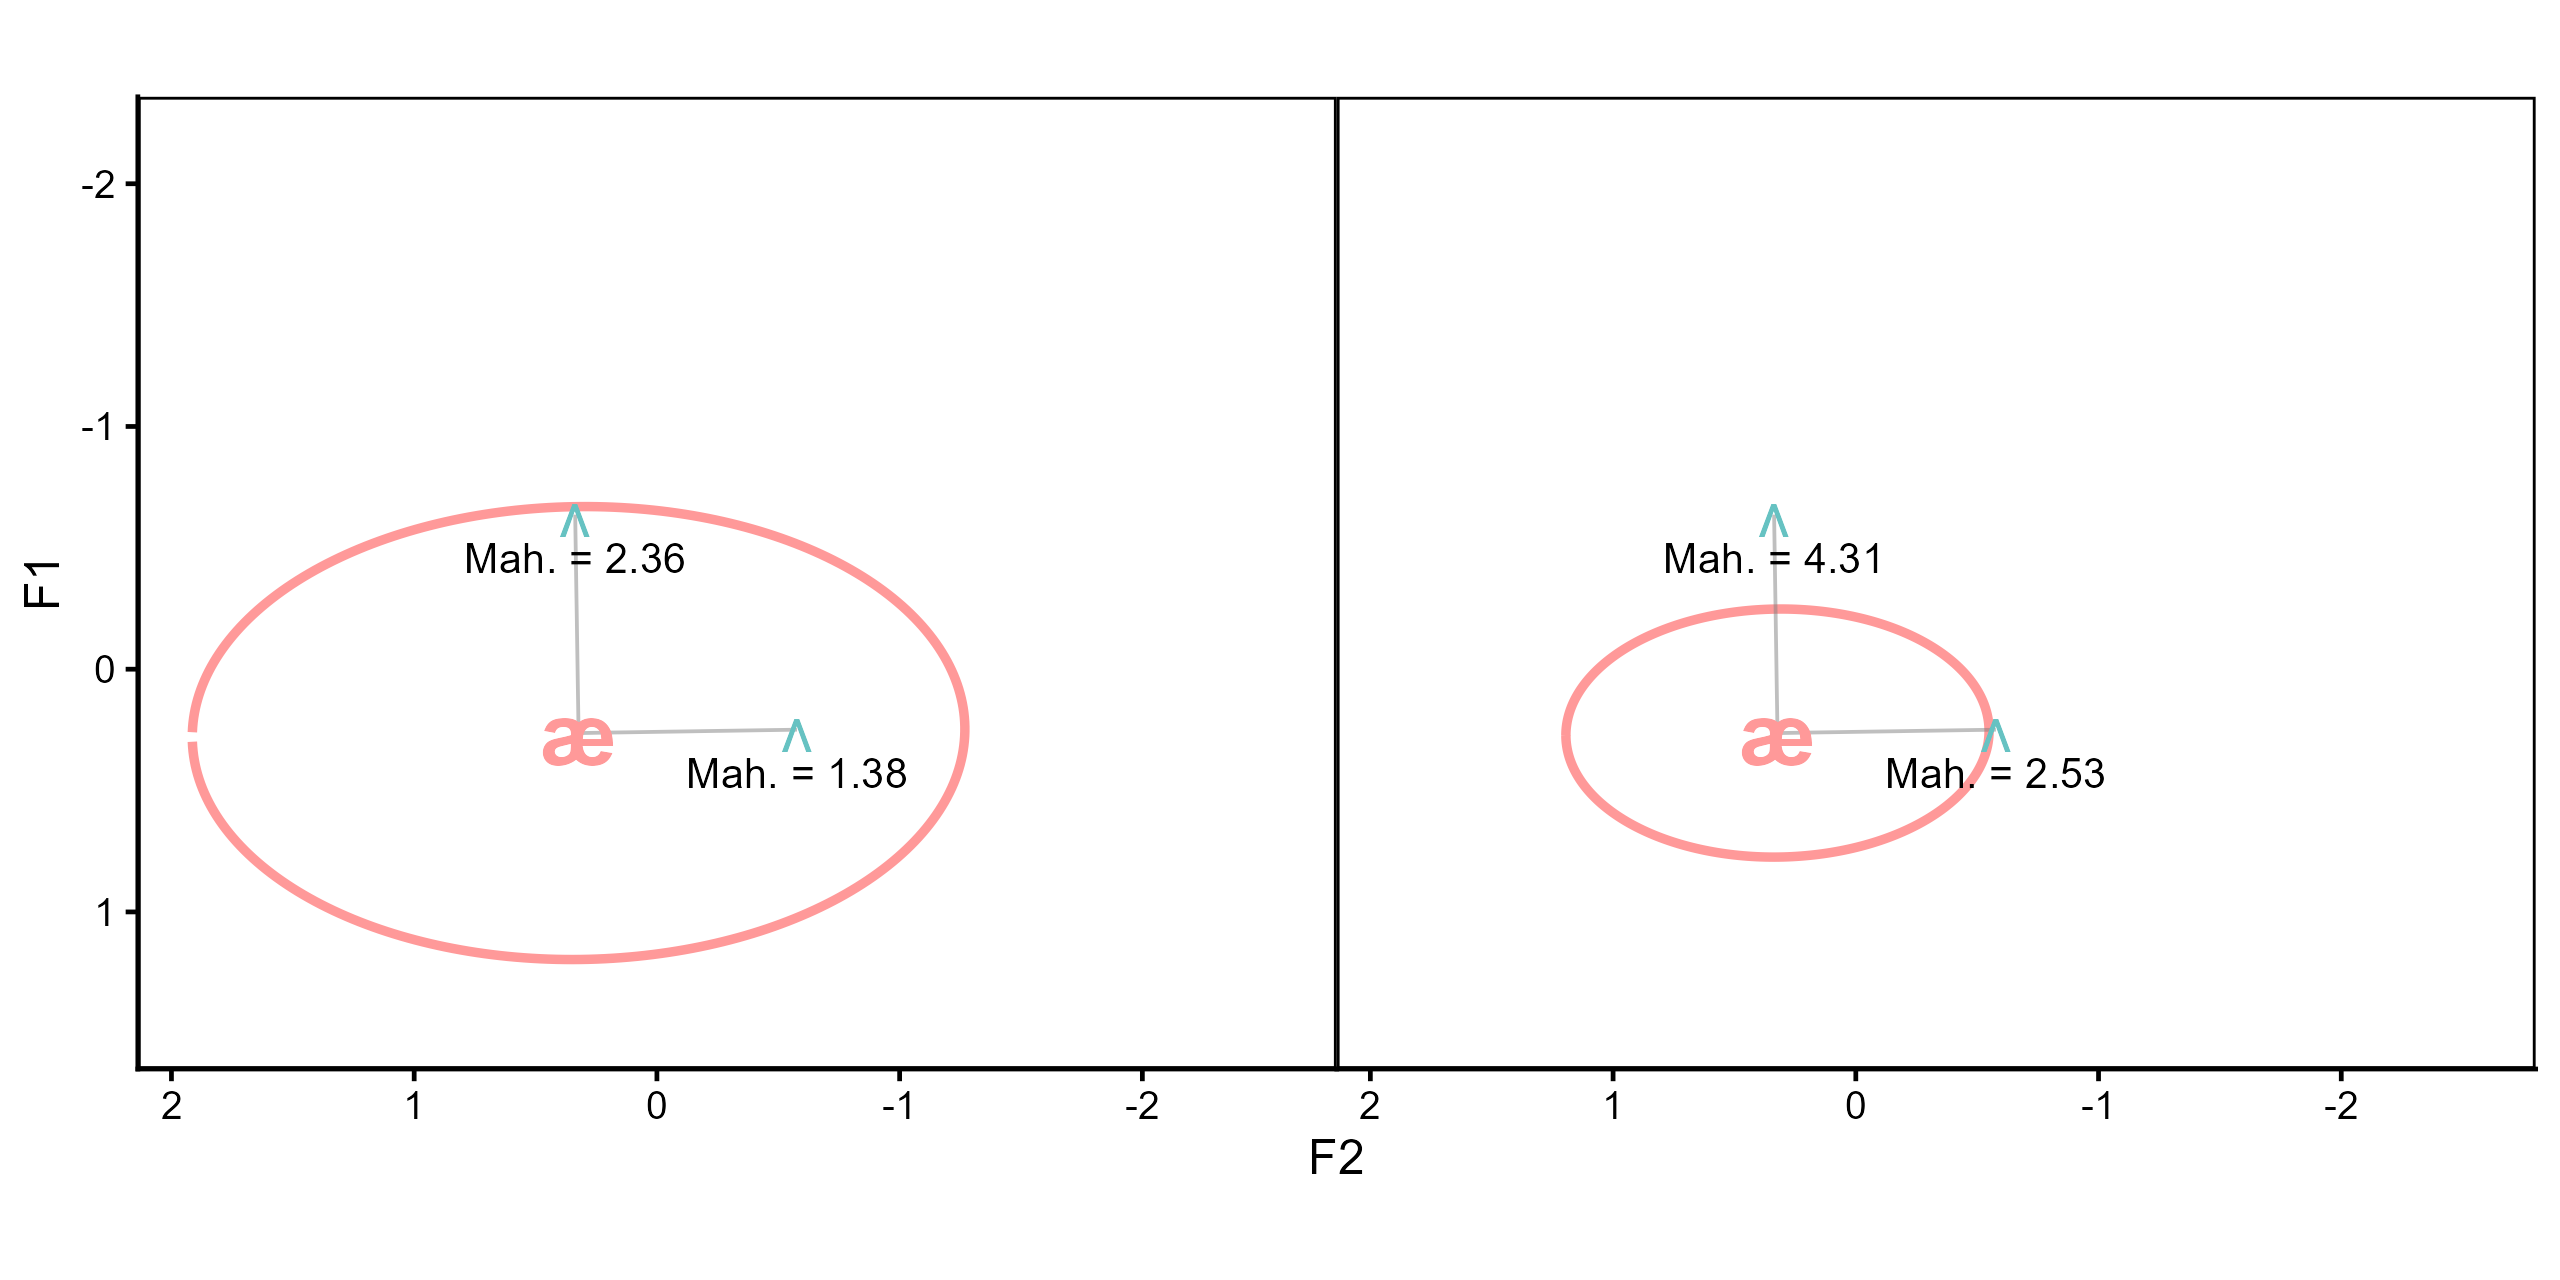 -2
-1
0
1
F1
ʌ
Mah. = 2.36
æ
ʌ
Mah. = 1.38
ʌ
Mah. = 4.31
æ
ʌ
Mah. = 2.53
2 1 0 -1 -2
2 1 0 -1 -2
F2